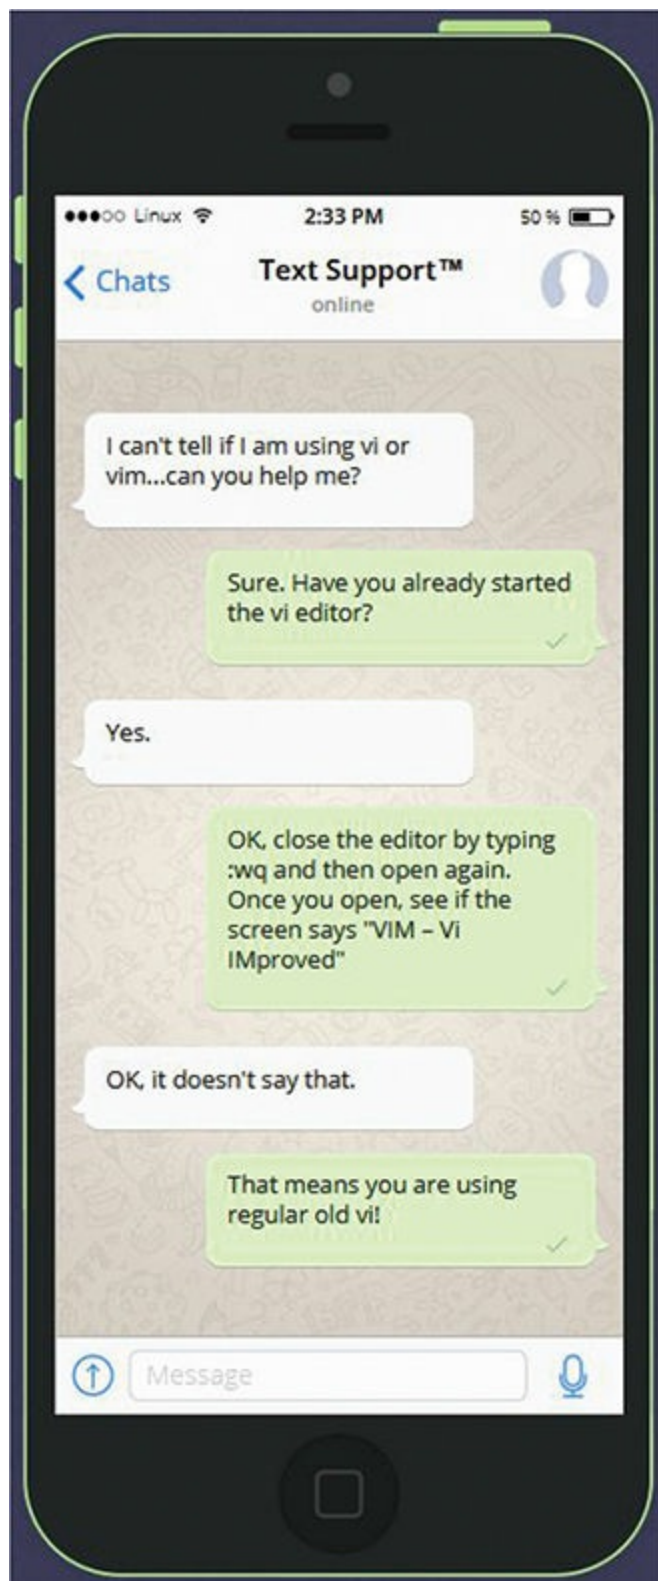 ●●●○○ Linux 2:33 PM 50 %
Chats
Text Support™
online
I can't tell if I am using vi or
vim...can you help me?
Sure. Have you already started
the vi editor?
Yes.
OK, close the editor by typing
:wq and then open again.
Once you open, see if the
screen says "VIM – Vi
IMproved"
OK, it doesn't say that.
That means you are using
regular old vi!
Message